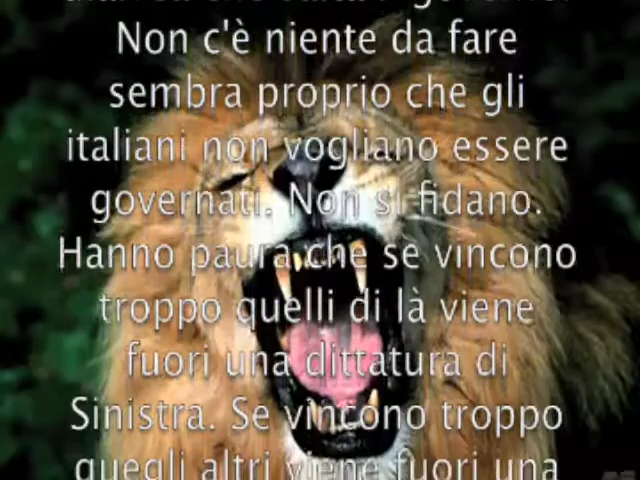 Non c'è niente da fare
sembra proprio che gli
italiani non vogliano essere
governati. Non si fidano.
Hanno paura che se vincono
troppo quelli di là viene
fuori una dittatura di
Sinistra. Se vincono troppo
quegli altri viene fuori una